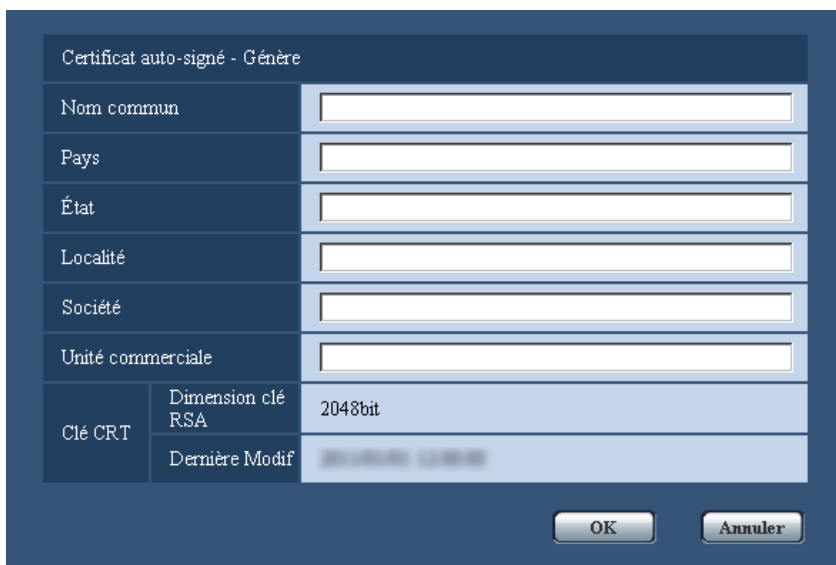 Certificat auto-signé - Génère
Nom commun
Pays
État
Localité
Société
Unité commerciale
Clé CRT
Dimension clé
RSA
2048bit
Dernière Modif
OK
Annuler